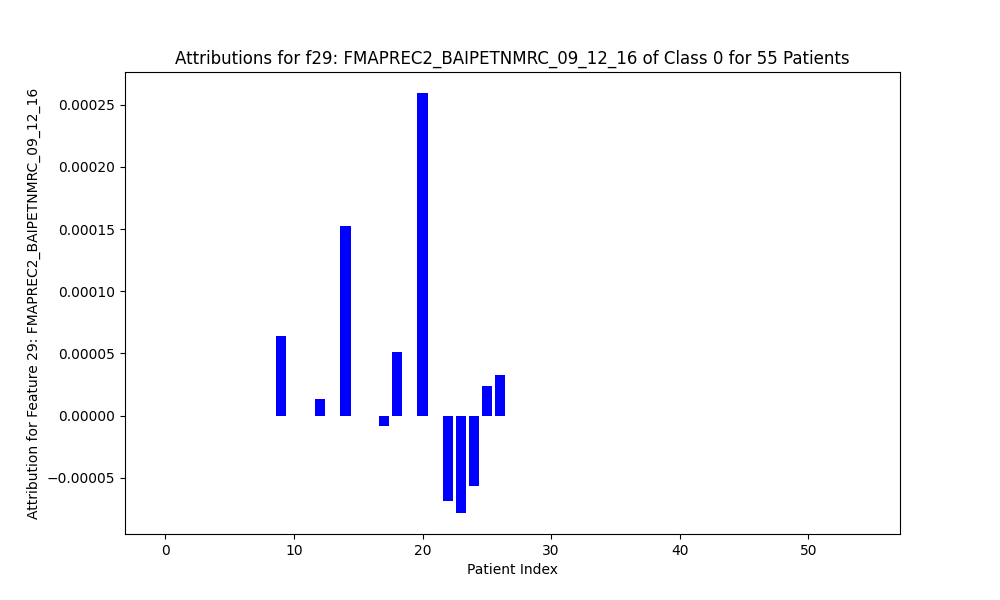 Attributions for f29: FMAPREC2_BAIPETNMRC_09_12_16 of Class 0 for 55 Patients
Attribution for Feature 29: FMAPREC2_BAIPETNMRC_09_12_16
0.00025
0.00020
0.00015
0.00010
0.00005
0.00000
−0.00005
0 10 20 30 40 50
Patient Index